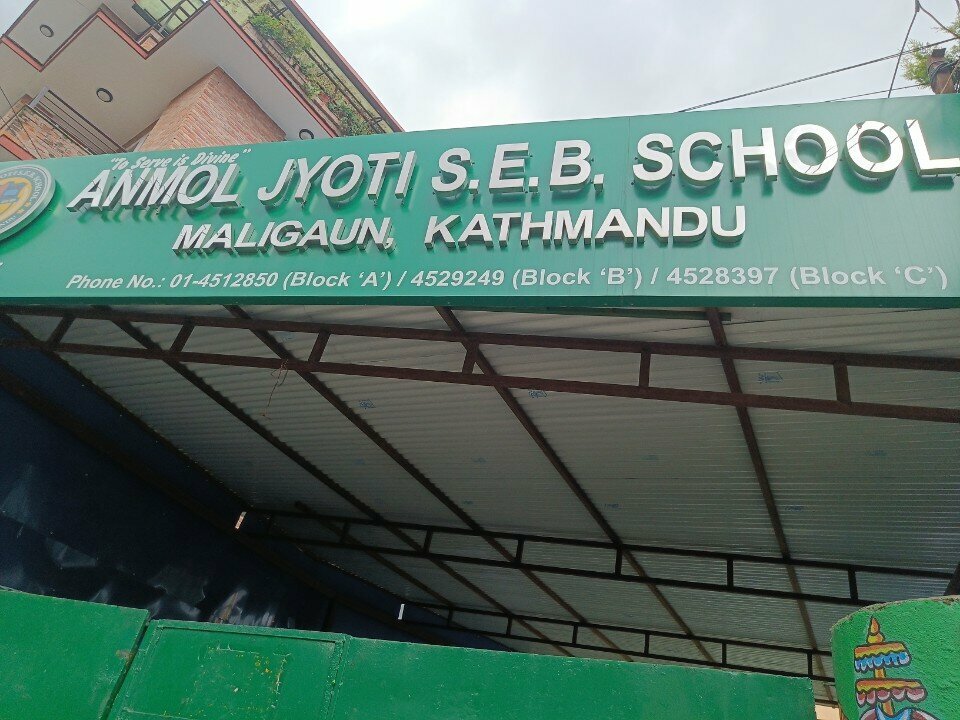 "To Serve is Divine"
ANMOL JYOTI S.E.B. SCHOOL
MALIGAUN, KATHMANDU
Phone No.: 01-4512850 (Block 'A') / 4529249 (Block 'B') / 4528397 (Block 'C')